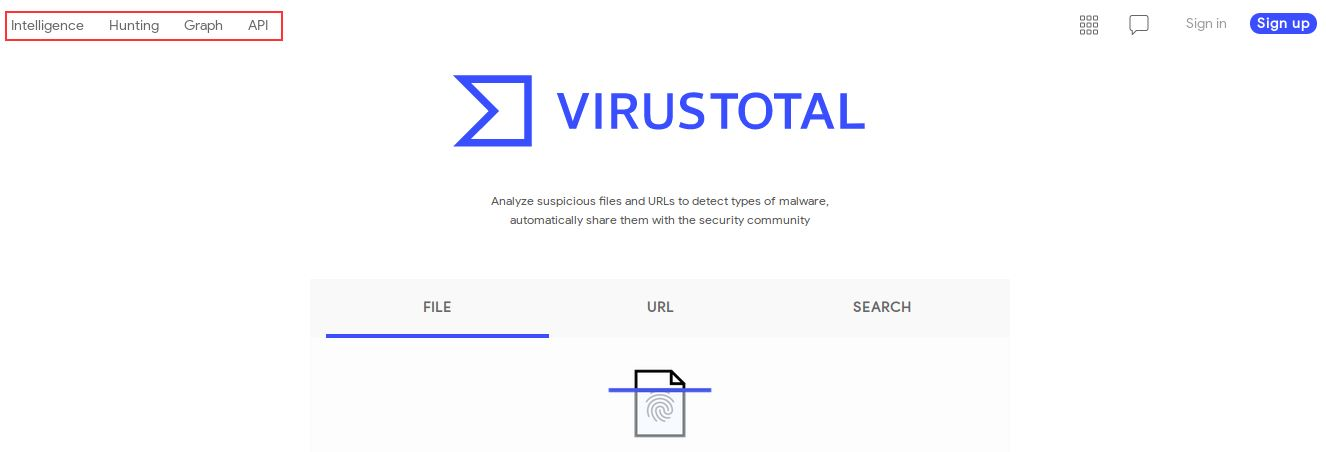 Intelligence Hunting Graph API Sign in Sign up
VIRUSTOTAL
Analyze suspicious files and URLs to detect types of malware,
automatically share them with the security community
FILE URL SEARCH